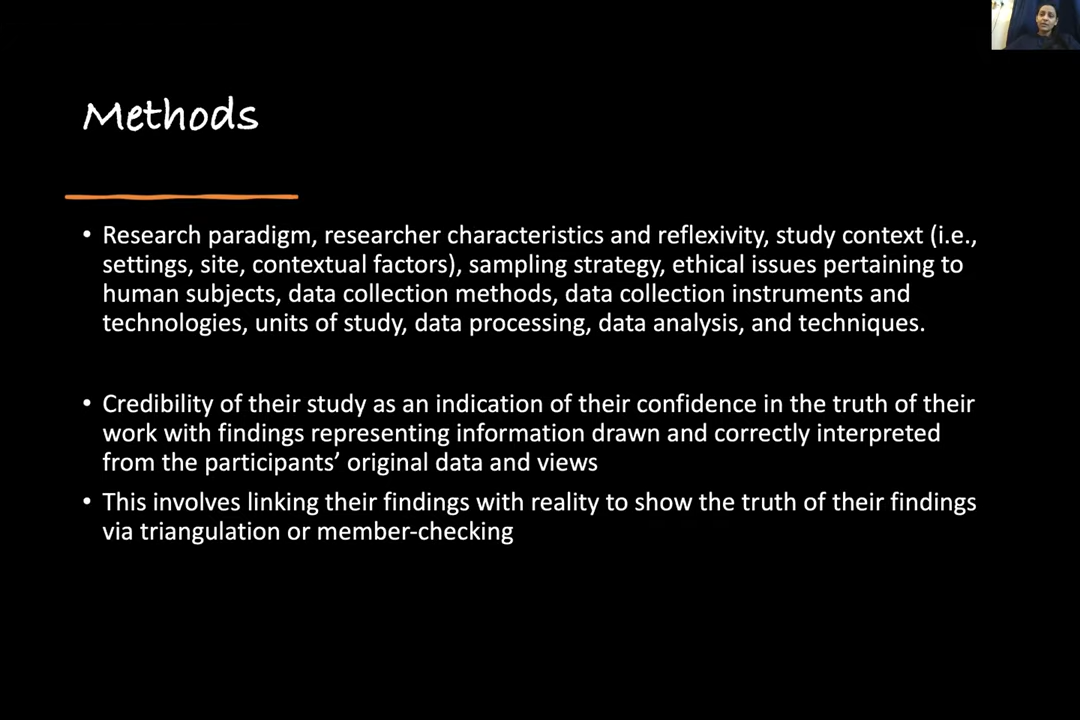 Methods
• Research paradigm, researcher characteristics and reflexivity, study context (i.e.,
settings, site, contextual factors), sampling strategy, ethical issues pertaining to
human subjects, data collection methods, data collection instruments and
technologies, units of study, data processing, data analysis, and techniques.
• Credibility of their study as an indication of their confidence in the truth of their
work with findings representing information drawn and correctly interpreted
from the participants’ original data and views
• This involves linking their findings with reality to show the truth of their findings
via triangulation or member-checking